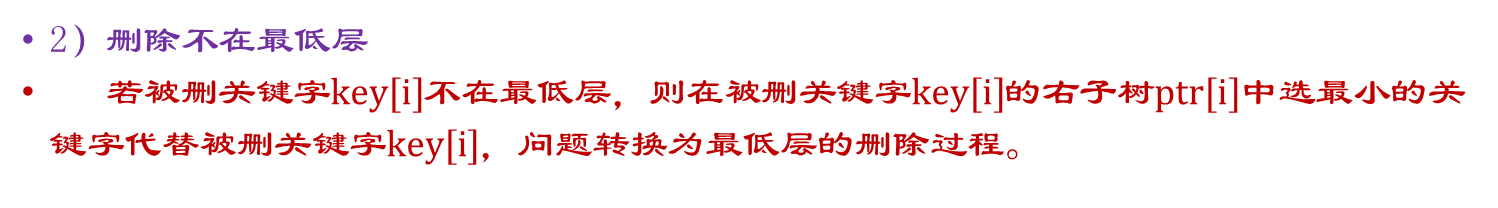 • 2）删除不在最低层
• 若被删关键字key[i]不在最低层，则在被删关键字key[i]的右子树ptr[i]中选最小的关
键字代替被删关键字key[i]，问题转换为最低层的删除过程。